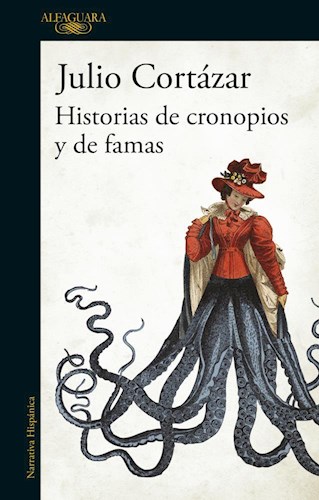 ALFAGUARA
Julio Cortázar
Historias de cronopios
y de famas
Narrativa Hispánica